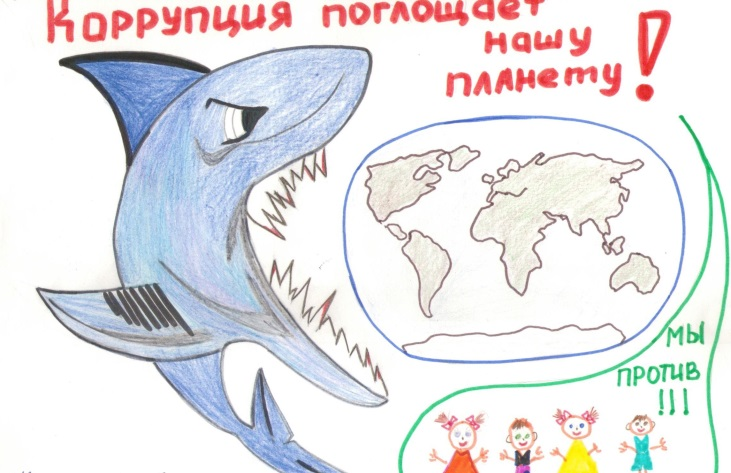 Коррупция поглощает
нашу
планету!
мы
против
!!!